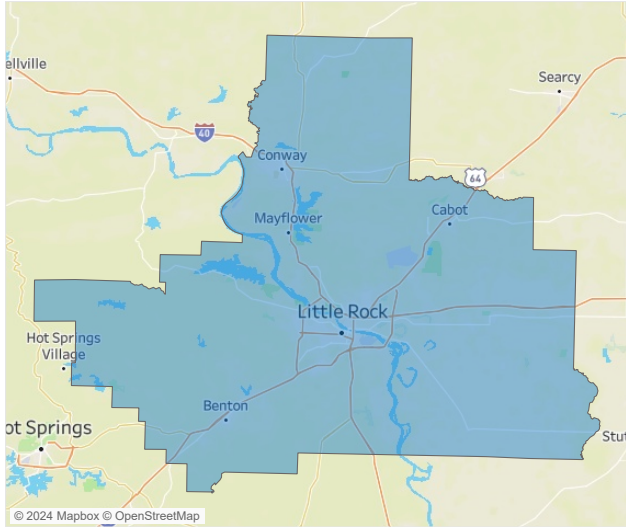 ellville
Searcy
40
Conway
64
Mayflower
Cabot
Little Rock
Hot Springs
Village
Benton
ot Springs
Stut
© 2024 Mapbox © OpenStreetMap